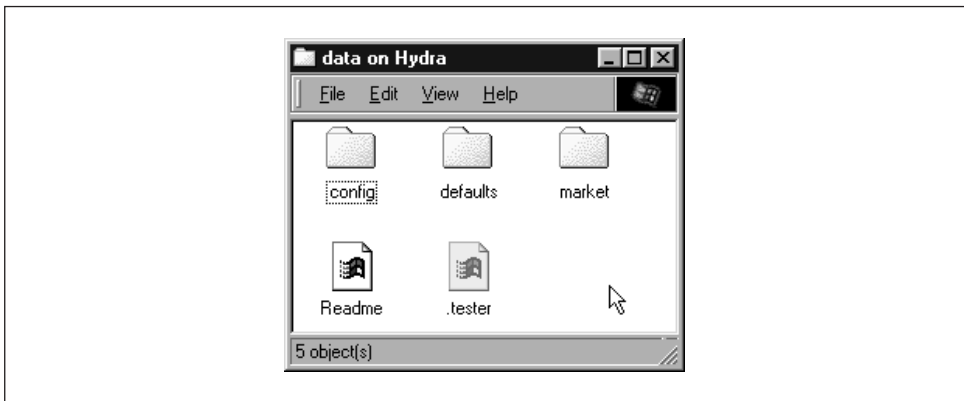 data on Hydra
File Edit View Help
config defaults market
Readme .tester
5 object(s)